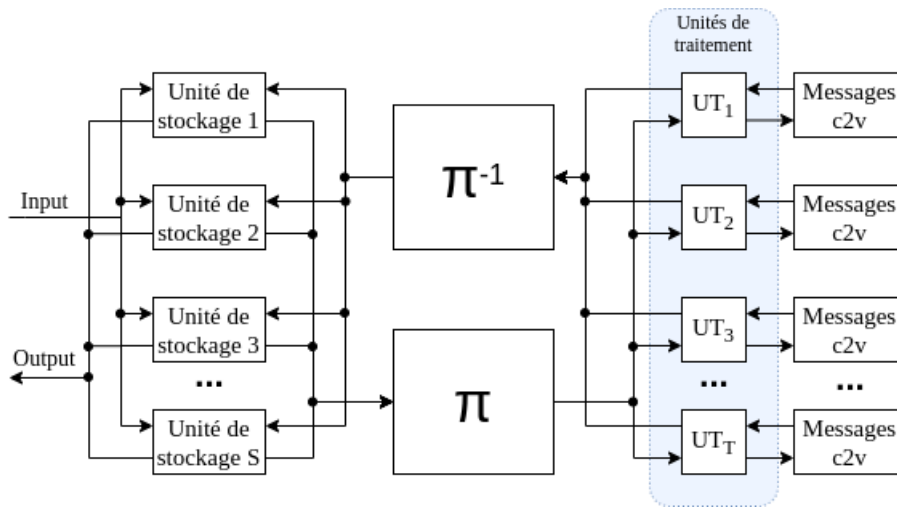 Unités de
traitement
Unité de
stockage 1
π⁻¹
UT₁
Messages
c2v
Input
Unité de
stockage 2
UT₂
Messages
c2v
Unité de
stockage 3
UT₃
Messages
c2v
Output
...
π
...
...
Unité de
stockage S
UT_T
Messages
c2v